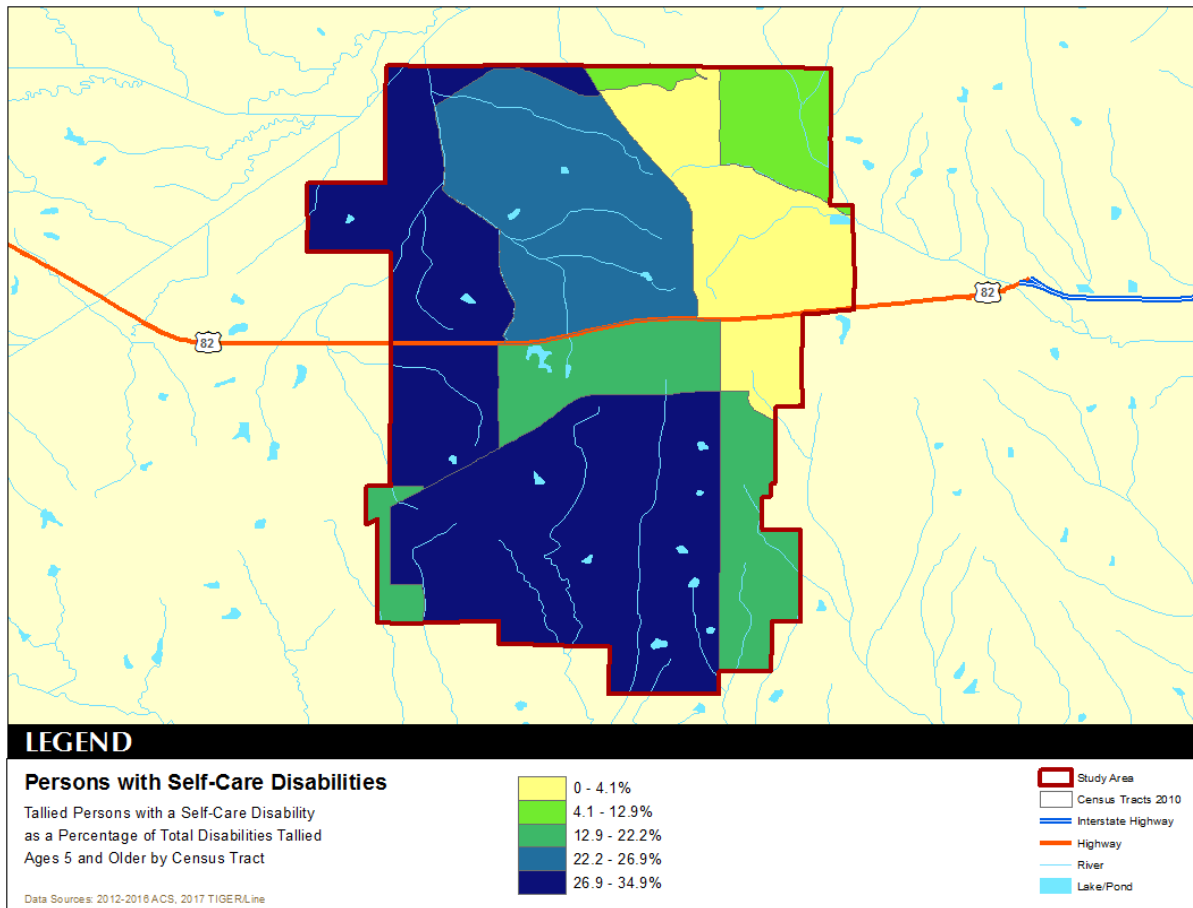 82
82
LEGEND
Persons with Self-Care Disabilities
Tallied Persons with a Self-Care Disability
as a Percentage of Total Disabilities Tallied
Ages 5 and Older by Census Tract
Data Sources: 2012-2016 ACS, 2017 TIGER/Line
0 - 4.1%
4.1 - 12.9%
12.9 - 22.2%
22.2 - 26.9%
26.9 - 34.9%
Study Area
Census Tracts 2010
Interstate Highway
Highway
River
Lake/Pond